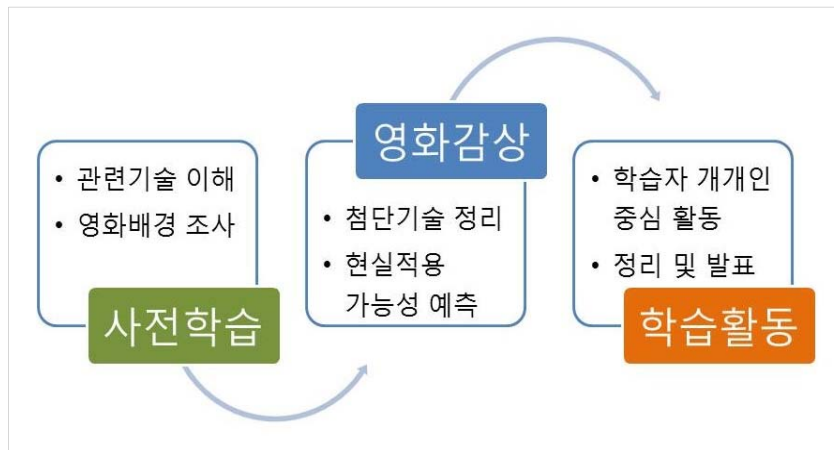 • 관련기술 이해
• 영화배경 조사
사전학습
영화감상
• 첨단기술 정리
• 현실적용
가능성 예측
• 학습자 개개인
중심 활동
• 정리 및 발표
학습활동